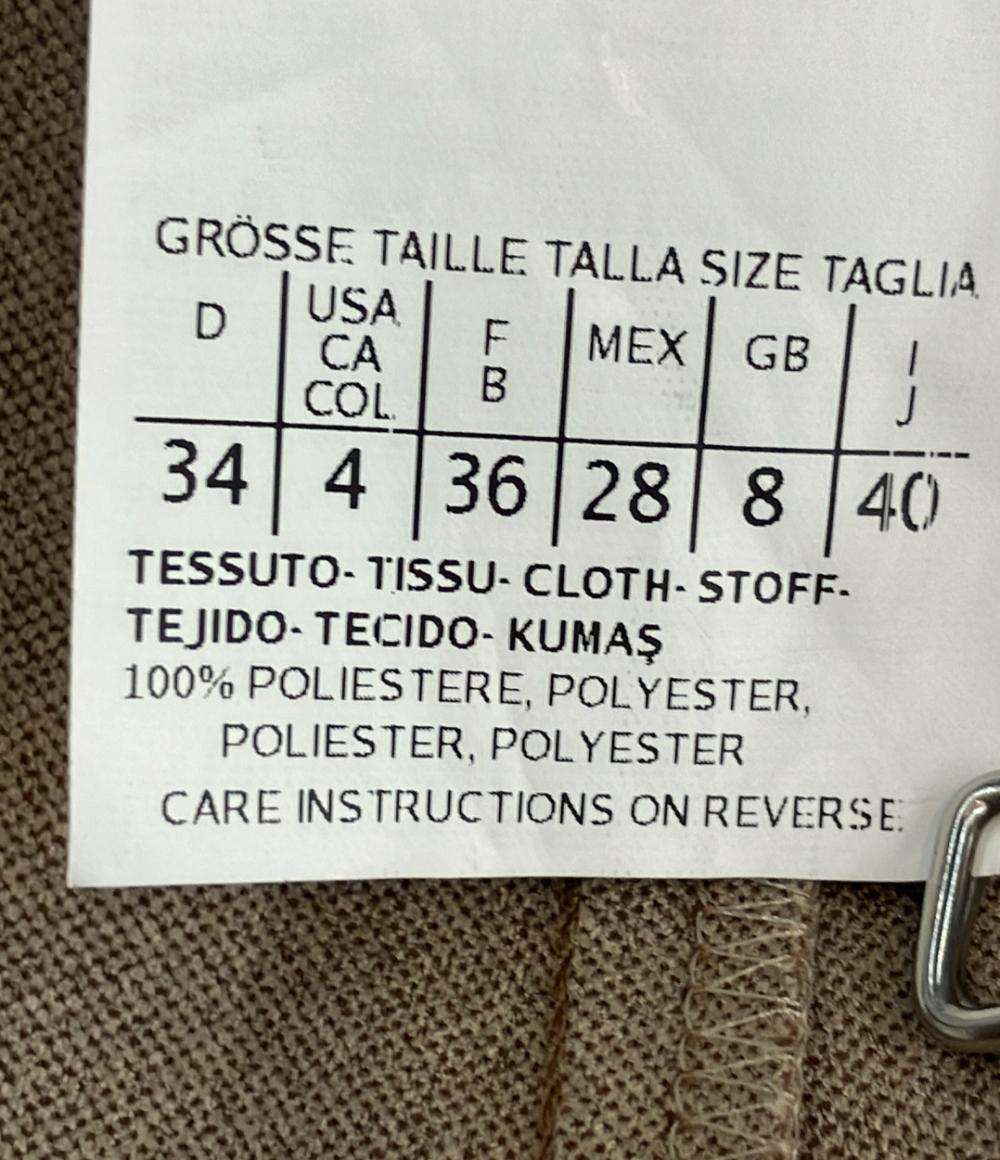 GRÖSSE TAILLE TALLA SIZE TAGLIA
D | USA CA COL | F B | MEX | GB | I J
34 | 4 | 36 | 28 | 8 | 40
TESSUTO- TISSU- CLOTH- STOFF-
TEJIDO- TECIDO- KUMAŞ
100% POLIESTERE, POLYESTER,
POLIESTER, POLYESTER
CARE INSTRUCTIONS ON REVERSE